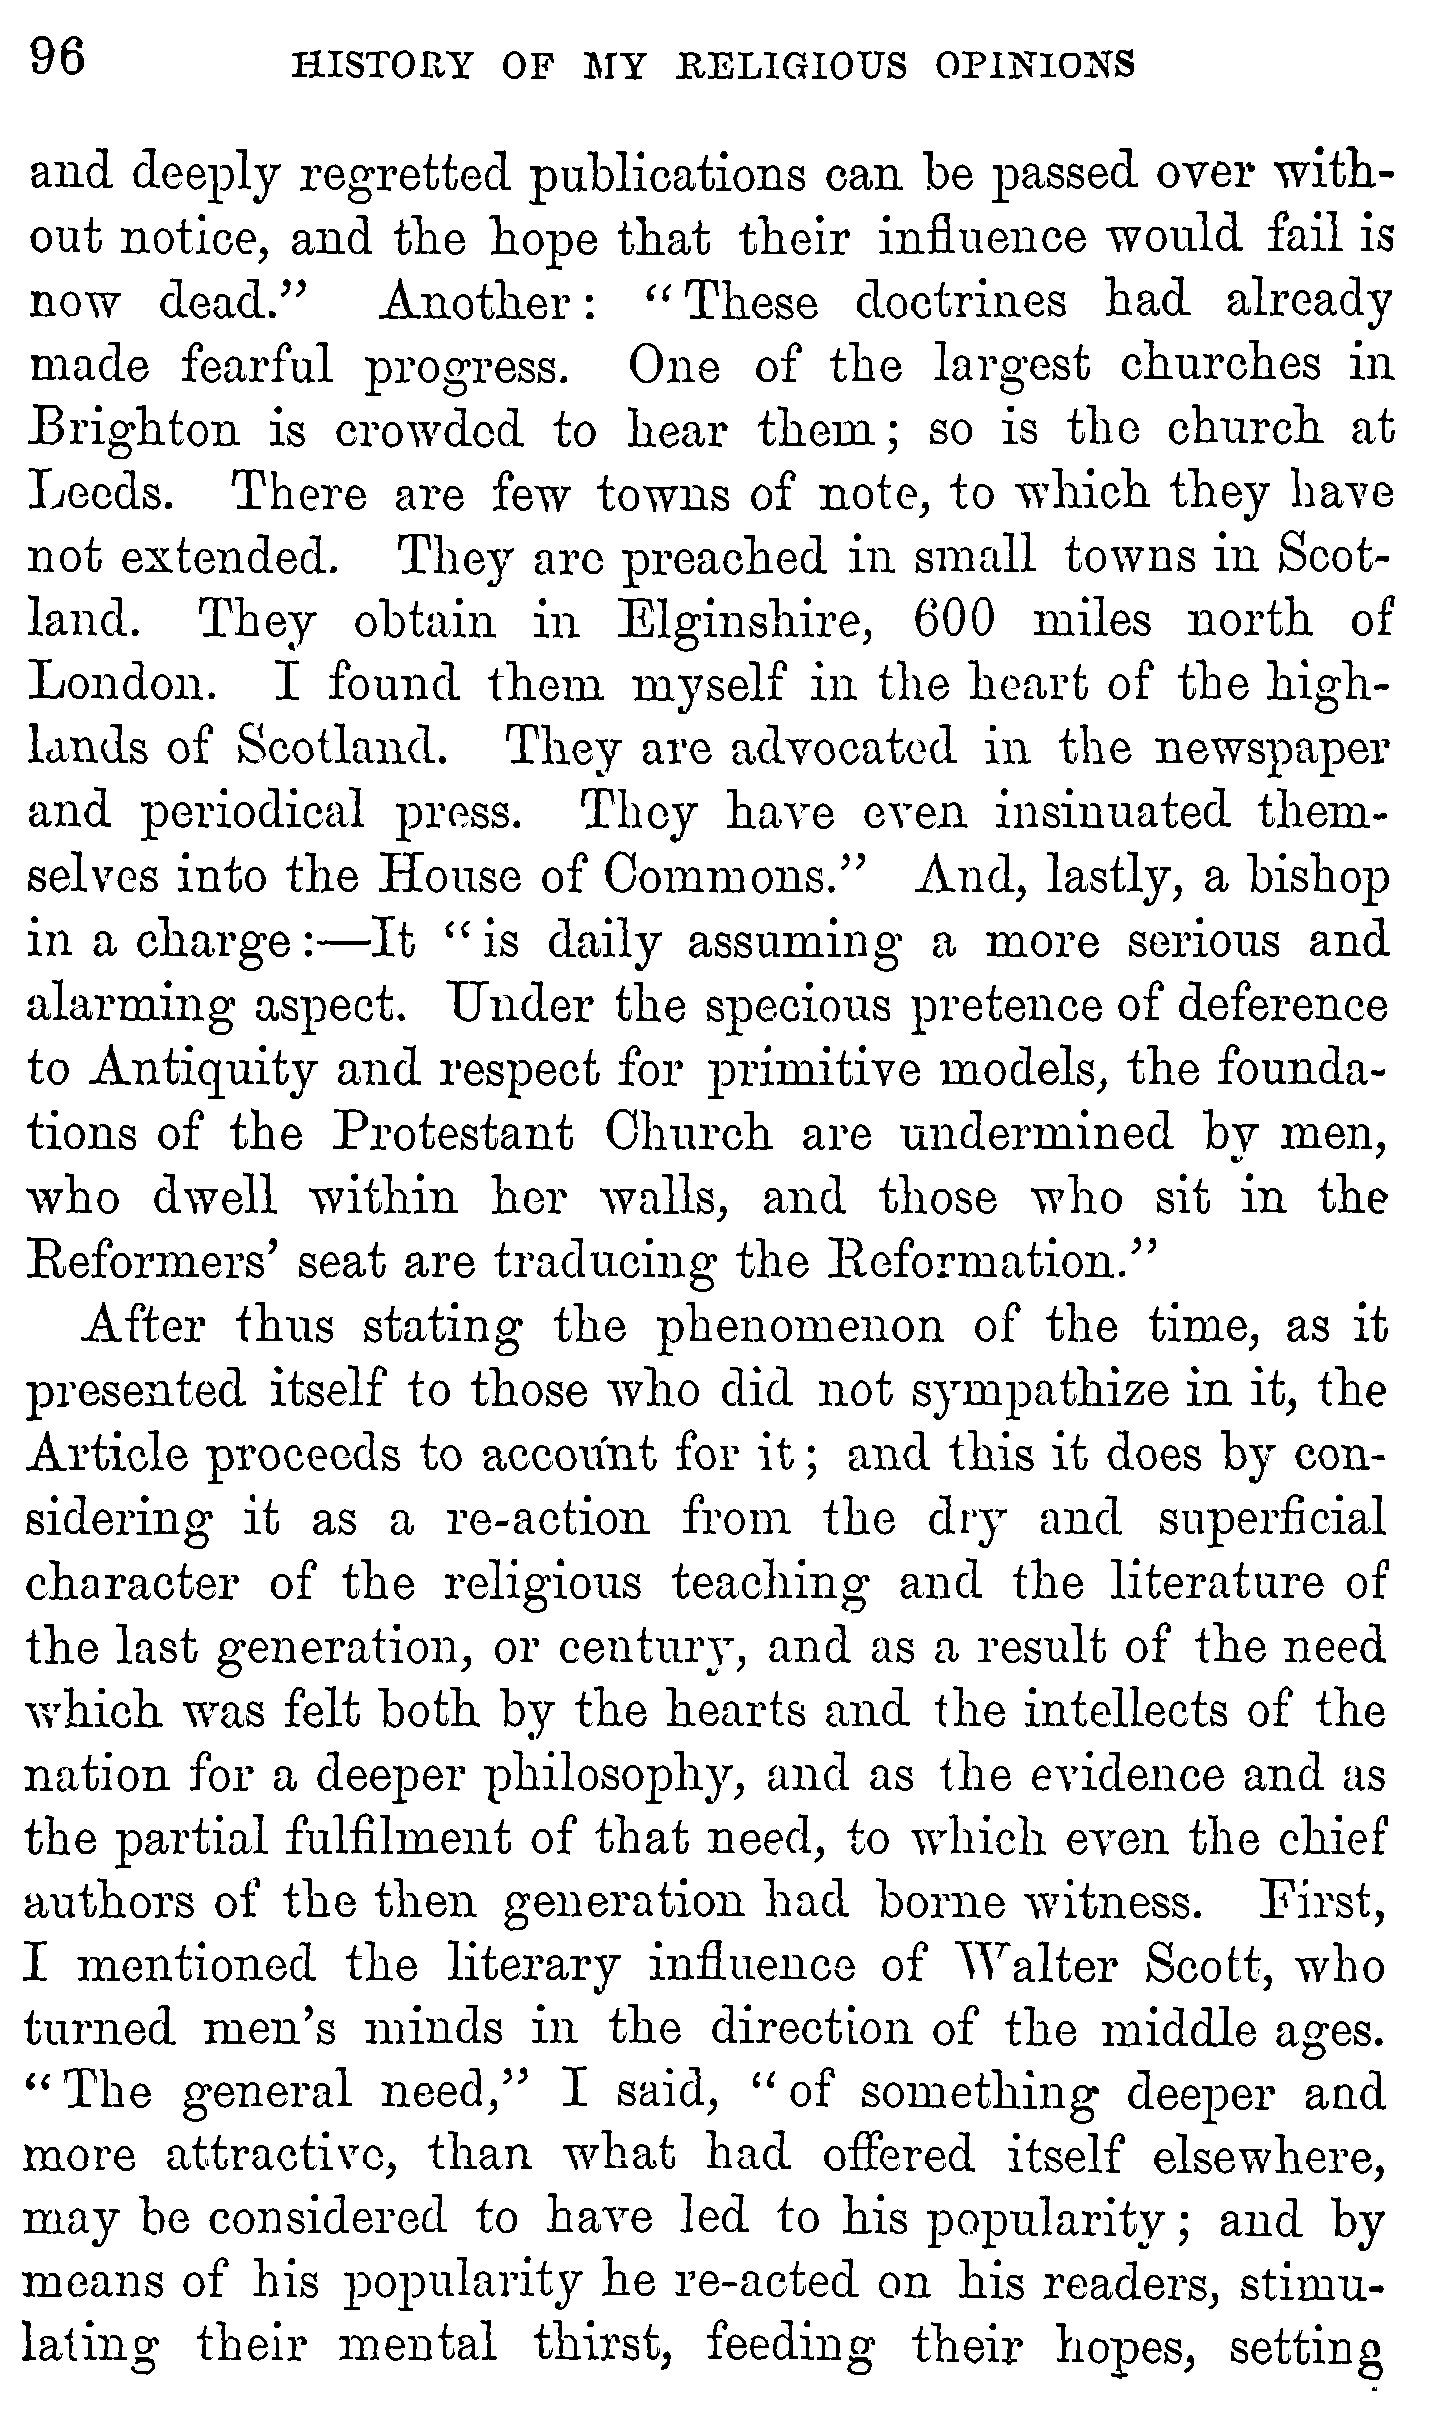 96 HISTORY OF MY RELIGIOUS OPINIONS
and deeply regretted publications can be passed over with-
out notice, and the hope that their influence would fail is
now dead.” Another: “These doctrines had already
made fearful progress. One of the largest churches in
Brighton is crowded to hear them; so is the church at
Leeds. There are few towns of note, to which they have
not extended. They are preached in small towns in Scot-
land. They obtain in Elginshire, 600 miles north of
London. I found them myself in the heart of the high-
lands of Scotland. They are advocated in the newspaper
and periodical press. They have even insinuated them-
selves into the House of Commons.” And, lastly, a bishop
in a charge:—It “is daily assuming a more serious and
alarming aspect. Under the specious pretence of deference
to Antiquity and respect for primitive models, the founda-
tions of the Protestant Church are undermined by men,
who dwell within her walls, and those who sit in the
Reformers’ seat are traducing the Reformation.”
After thus stating the phenomenon of the time, as it
presented itself to those who did not sympathize in it, the
Article proceeds to account for it; and this it does by con-
sidering it as a re-action from the dry and superficial
character of the religious teaching and the literature of
the last generation, or century, and as a result of the need
which was felt both by the hearts and the intellects of the
nation for a deeper philosophy, and as the evidence and as
the partial fulfilment of that need, to which even the chief
authors of the then generation had borne witness. First,
I mentioned the literary influence of Walter Scott, who
turned men’s minds in the direction of the middle ages.
“The general need,” I said, “of something deeper and
more attractive, than what had offered itself elsewhere,
may be considered to have led to his popularity; and by
means of his popularity he re-acted on his readers, stimu-
lating their mental thirst, feeding their hopes, setting